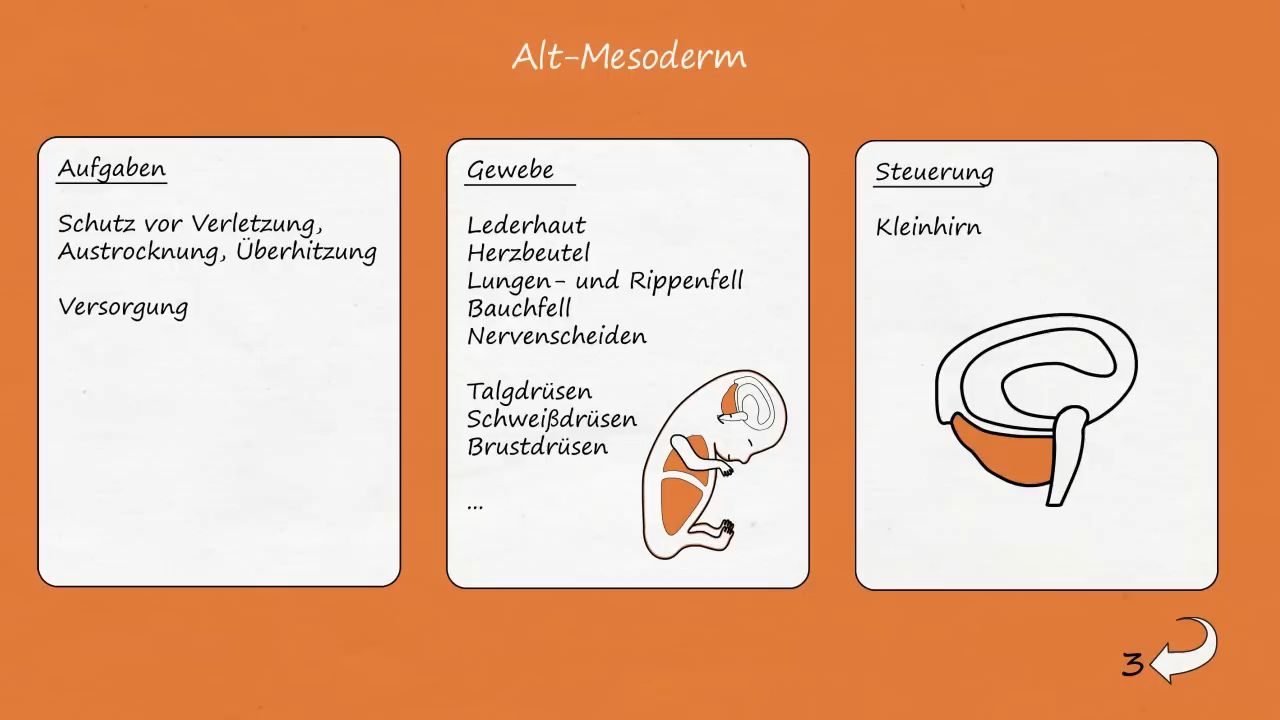 Alt-Mesoderm
Aufgaben
Schutz vor Verletzung,
Austrocknung, Überhitzung
Versorgung
Gewebe
Lederhaut
Herzbeutel
Lungen- und Rippenfell
Bauchfell
Nervenscheiden
Talgdrüsen
Schweißdrüsen
Brustdrüsen
...
Steuerung
Kleinhirn
3